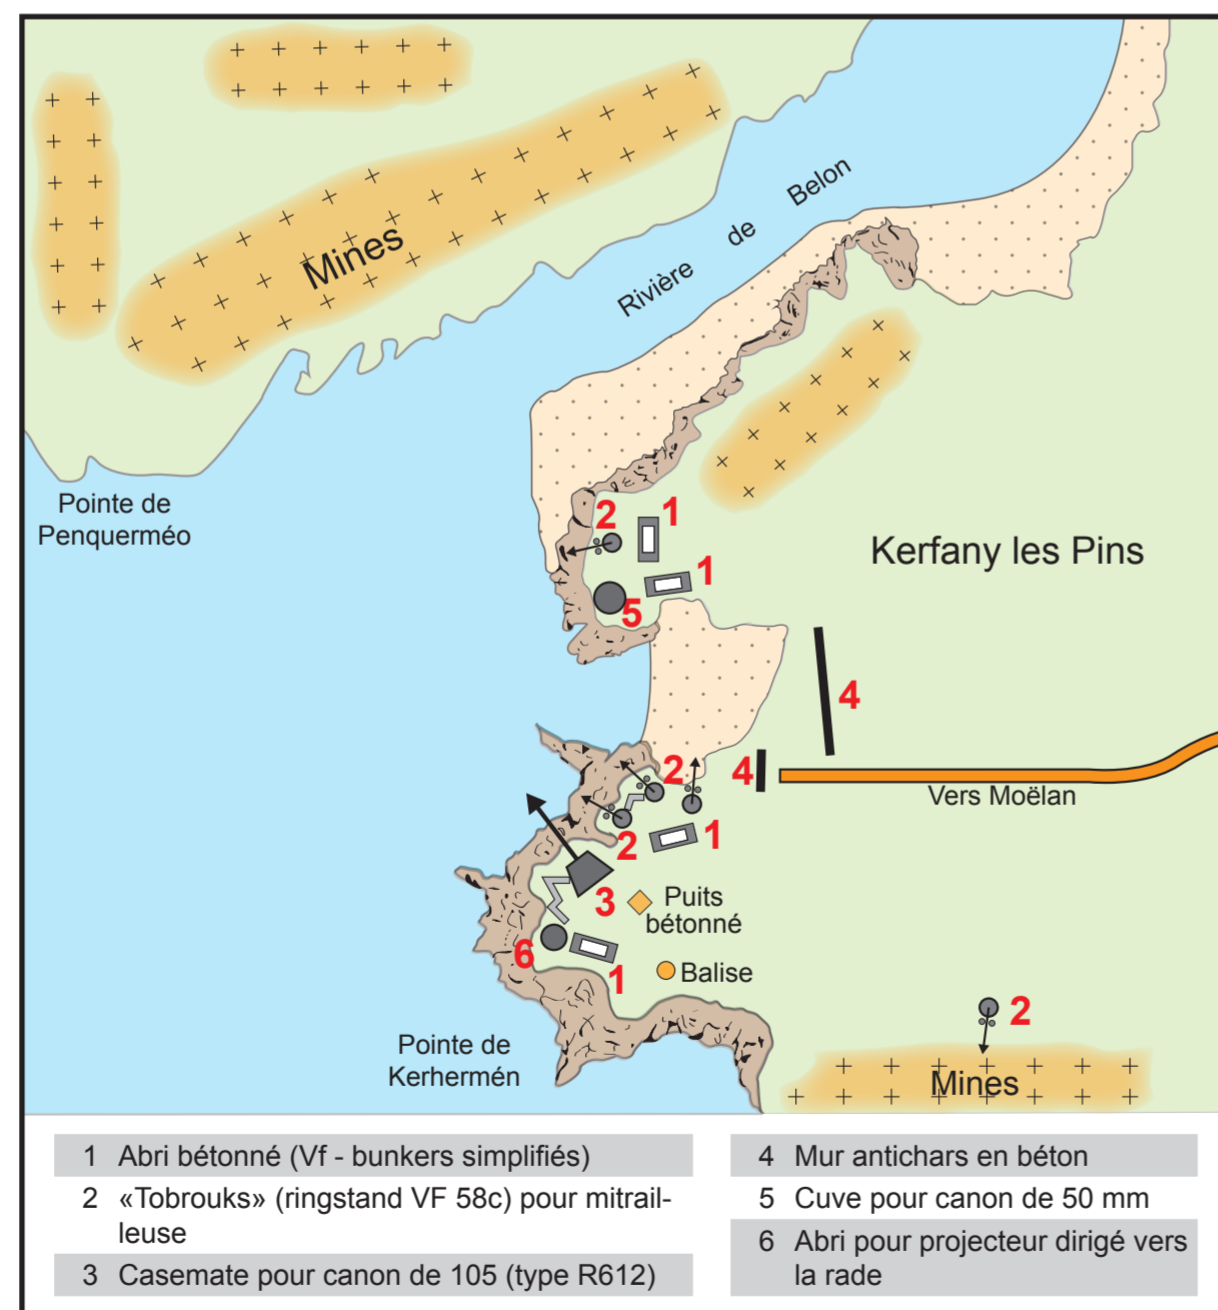 Mines
Rivière de Belon
Pointe de
Penquerméo
2
1
1
5
Kerfany les Pins
4
2
4
Vers Moëlan
2
1
3
Puits
bétonné
6
1
Balise
2
Pointe de
Kerhermén
Mines
1 Abri bétonné (Vf - bunkers simplifiés)
2 «Tobrouks» (ringstand VF 58c) pour mitrail-
leuse
3 Casemate pour canon de 105 (type R612)
4 Mur antichars en béton
5 Cuve pour canon de 50 mm
6 Abri pour projecteur dirigé vers
la rade